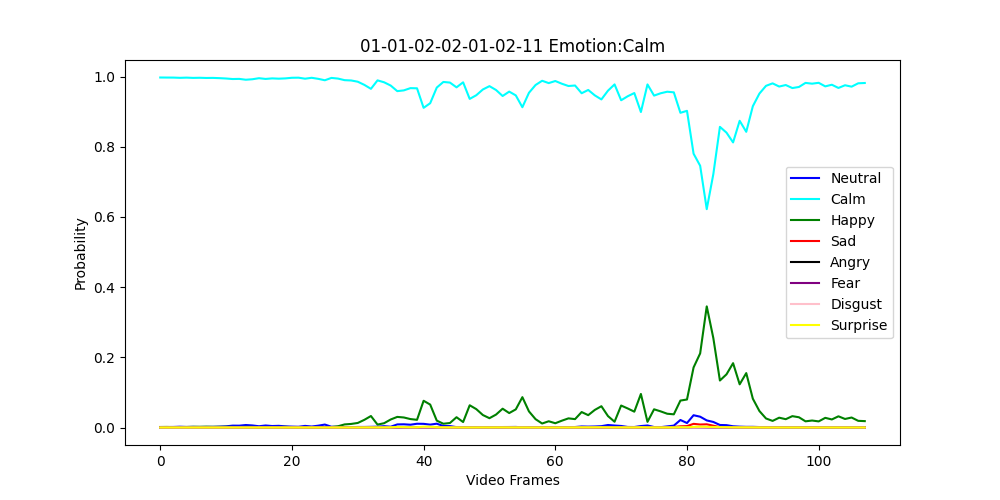 01-01-02-02-01-02-11 Emotion:Calm
1.0
0.8
0.6
0.4
0.2
0.0
Probability
0
20
40
60
80
100
Video Frames
Neutral
Calm
Happy
Sad
Angry
Fear
Disgust
Surprise